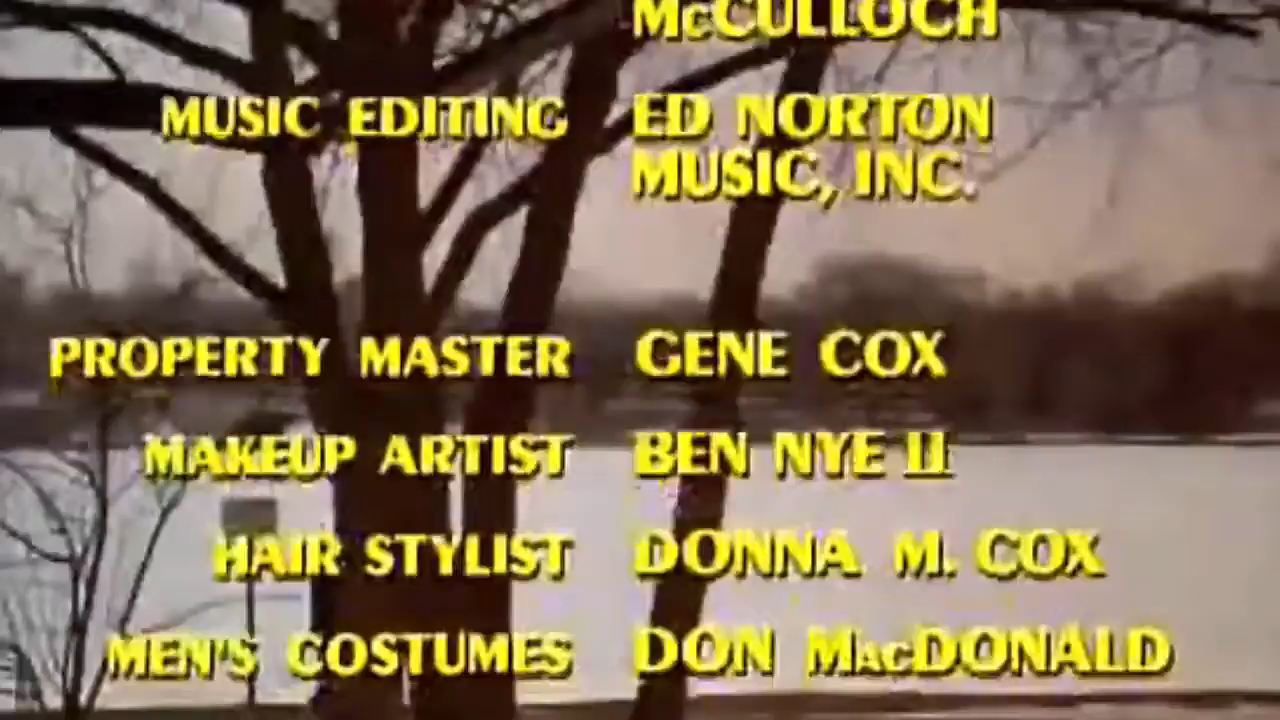 McCULLOCH
MUSIC EDITING ED NORTON
MUSIC, INC.
PROPERTY MASTER GENE COX
MAKEUP ARTIST BEN NYE II
HAIR STYLIST DONNA M. COX
MEN'S COSTUMES DON MacDONALD